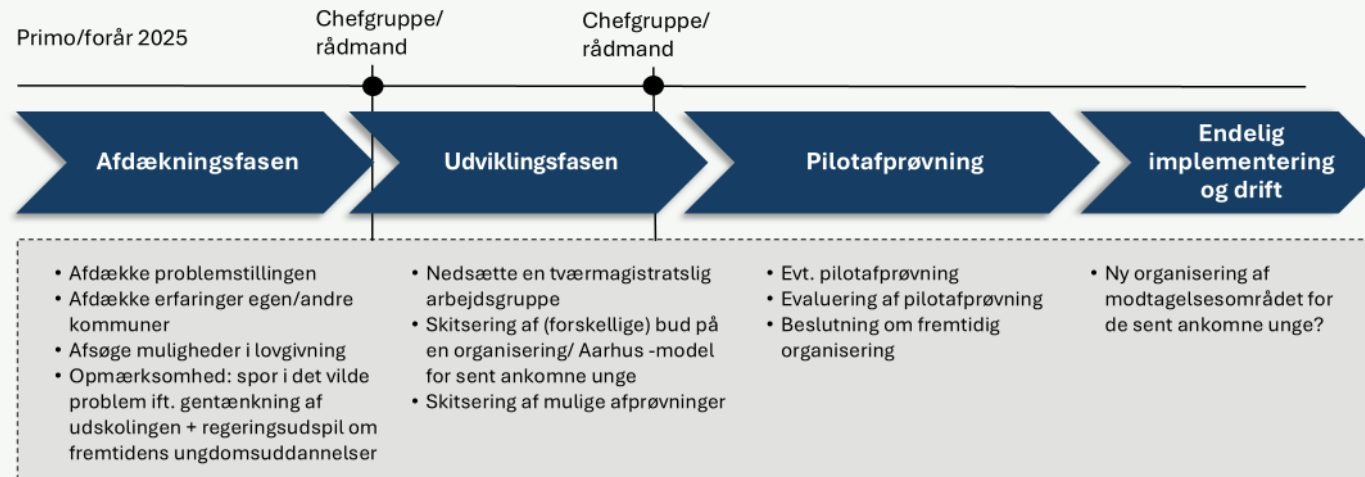 Primo/forår 2025
Chefgruppe/
rådmand
Chefgruppe/
rådmand
Afdækningsfasen
Udviklingsfasen
Pilotafprøvning
Endelig
implementering
og drift
• Afdække problemstillingen
• Afdække erfaringer egen/andre
kommuner
• Afsøge muligheder i lovgivning
• Opmærksomhed: spor i det vilde
problem ift. gentænkning af
udskolingen + regeringsudspil om
fremtidens ungdomsuddannelser
• Nedsætte en tværmagistratslig
arbejdsgruppe
• Skitsering af (forskellige) bud på
en organisering/ Aarhus -model
for sent ankomne unge
• Skitsering af mulige afprøvninger
• Evt. pilotafprøvning
• Evaluering af pilotafprøvning
• Beslutning om fremtidig
organisering
• Ny organisering af
modtagelsesområdet for
de sent ankomne unge?